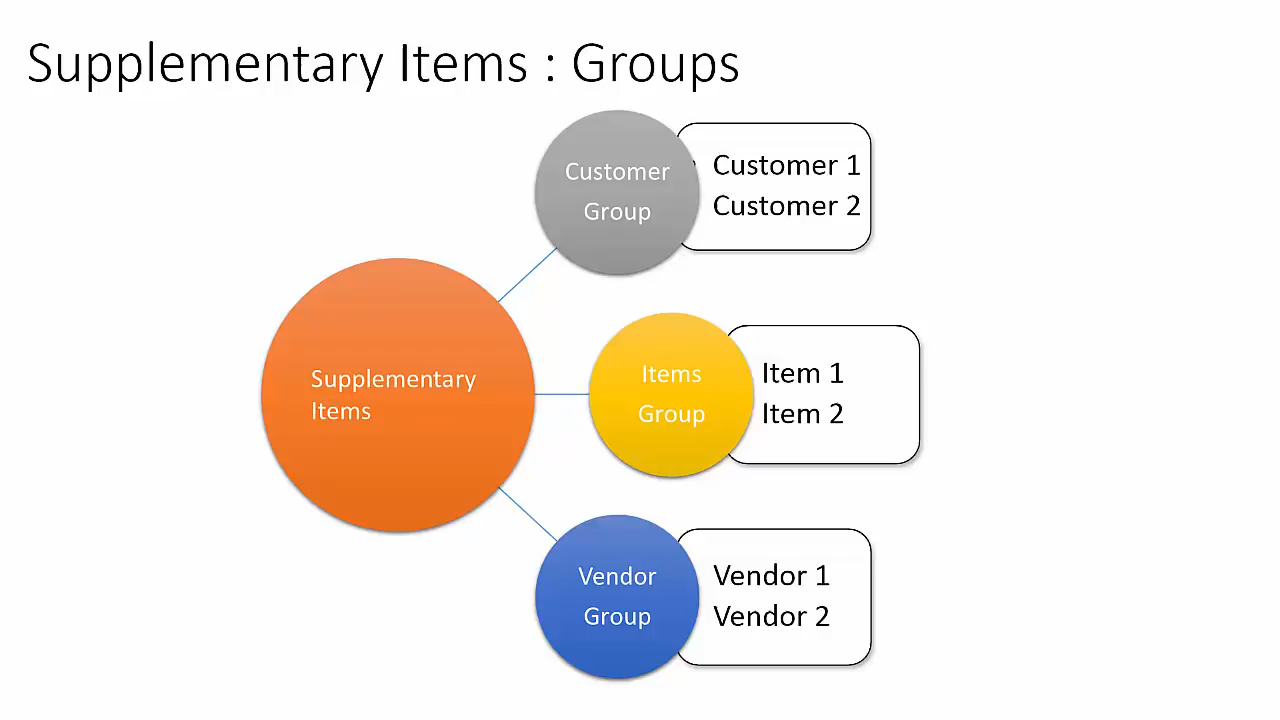 Supplementary Items : Groups
Customer
Group
Customer 1
Customer 2
Supplementary
Items
Items
Group
Item 1
Item 2
Vendor
Group
Vendor 1
Vendor 2